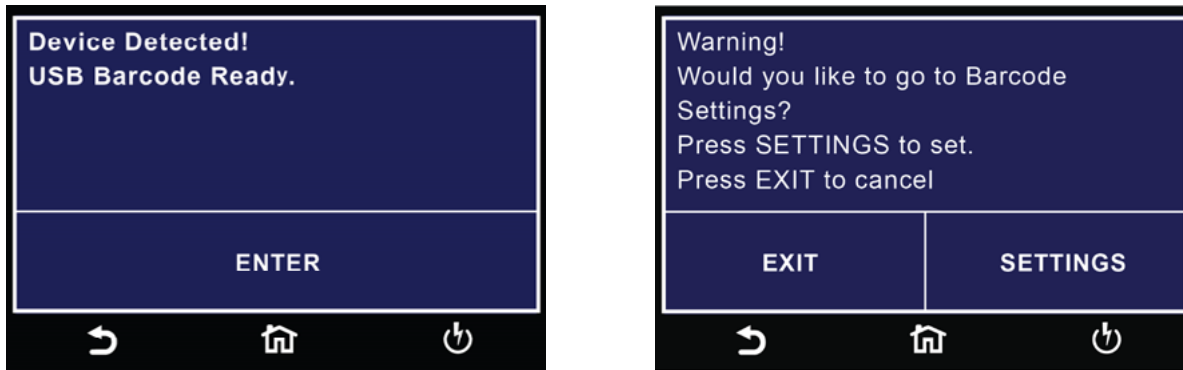 Device Detected!
USB Barcode Ready.
ENTER
Warning!
Would you like to go to Barcode
Settings?
Press SETTINGS to set.
Press EXIT to cancel
EXIT
SETTINGS